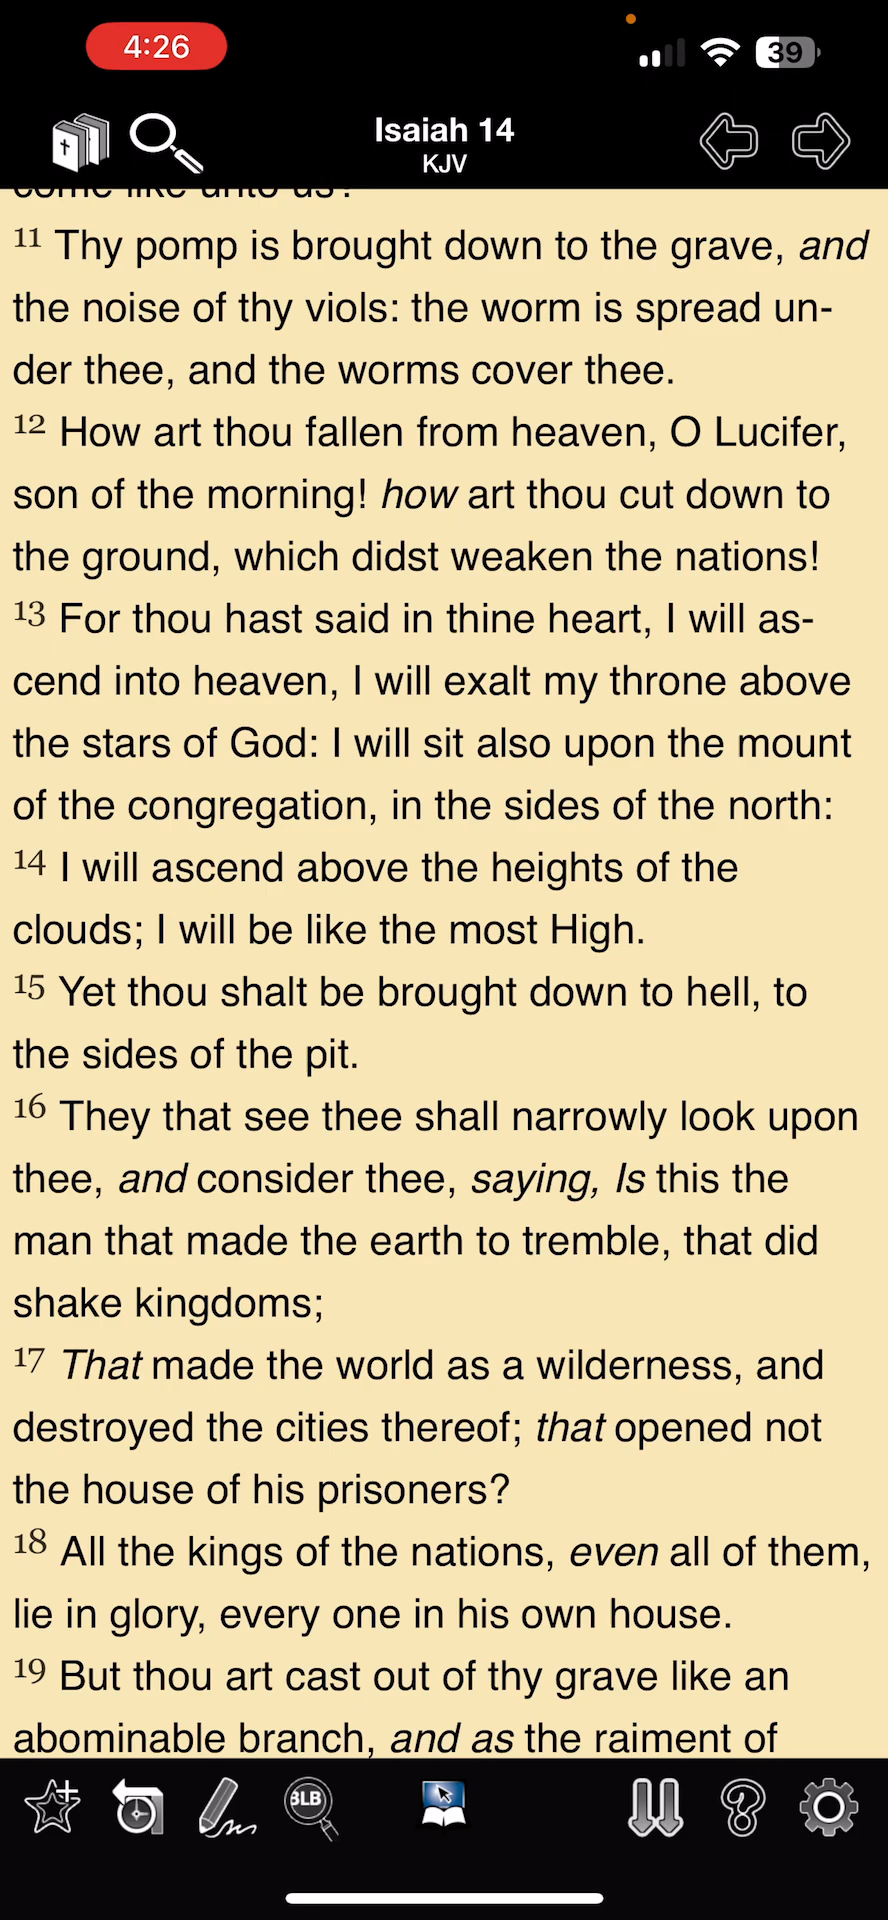 4:26
39
Isaiah 14
KJV
come like unto us?
11 Thy pomp is brought down to the grave, and
the noise of thy viols: the worm is spread un-
der thee, and the worms cover thee.
12 How art thou fallen from heaven, O Lucifer,
son of the morning! how art thou cut down to
the ground, which didst weaken the nations!
13 For thou hast said in thine heart, I will as-
cend into heaven, I will exalt my throne above
the stars of God: I will sit also upon the mount
of the congregation, in the sides of the north:
14 I will ascend above the heights of the
clouds; I will be like the most High.
15 Yet thou shalt be brought down to hell, to
the sides of the pit.
16 They that see thee shall narrowly look upon
thee, and consider thee, saying, Is this the
man that made the earth to tremble, that did
shake kingdoms;
17 That made the world as a wilderness, and
destroyed the cities thereof; that opened not
the house of his prisoners?
18 All the kings of the nations, even all of them,
lie in glory, every one in his own house.
19 But thou art cast out of thy grave like an
abominable branch, and as the raiment of
BLB